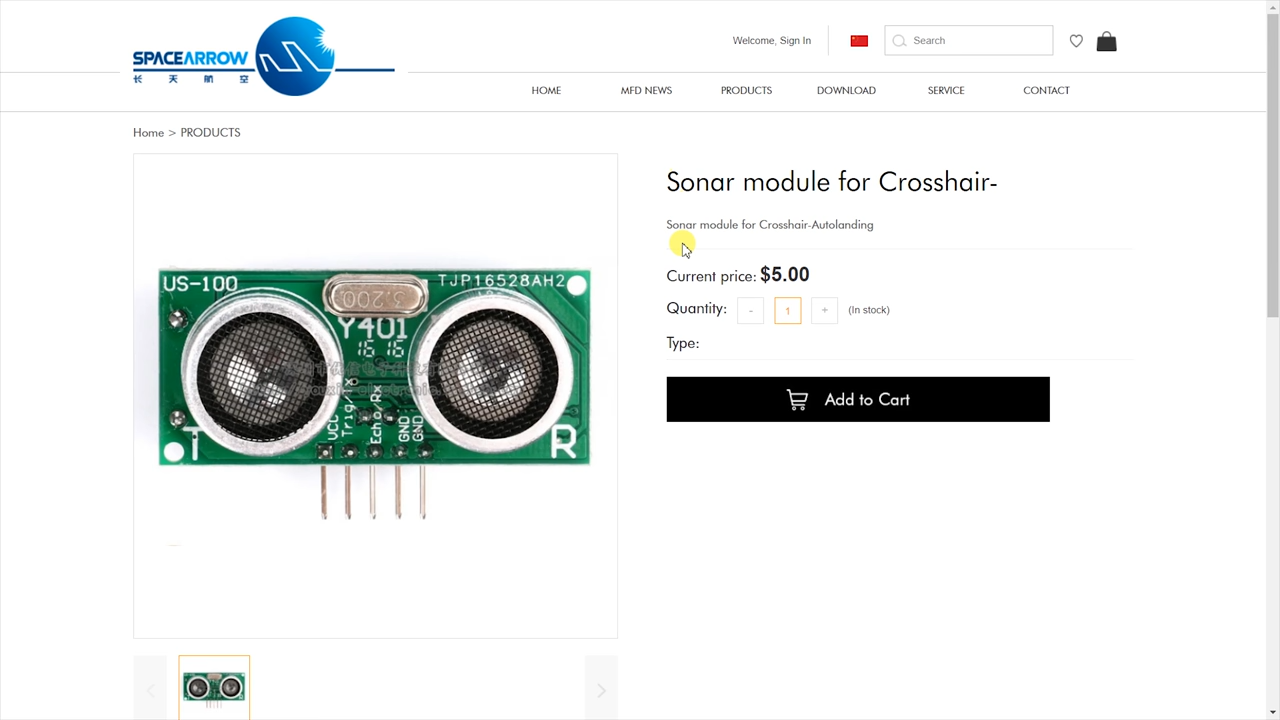 SPACEARROW
长天航空
Welcome, Sign In
Search
HOME
MFD NEWS
PRODUCTS
DOWNLOAD
SERVICE
CONTACT
Home > PRODUCTS
Sonar module for Crosshair-
Sonar module for Crosshair-Autolanding
Current price: $5.00
Quantity: - 1 + (In stock)
Type:
Add to Cart
US-100
3.200
TJP16528AH2
Y401
16 16
VCC
Trig/Tx
Echo/Rx
GND
GND
T
R